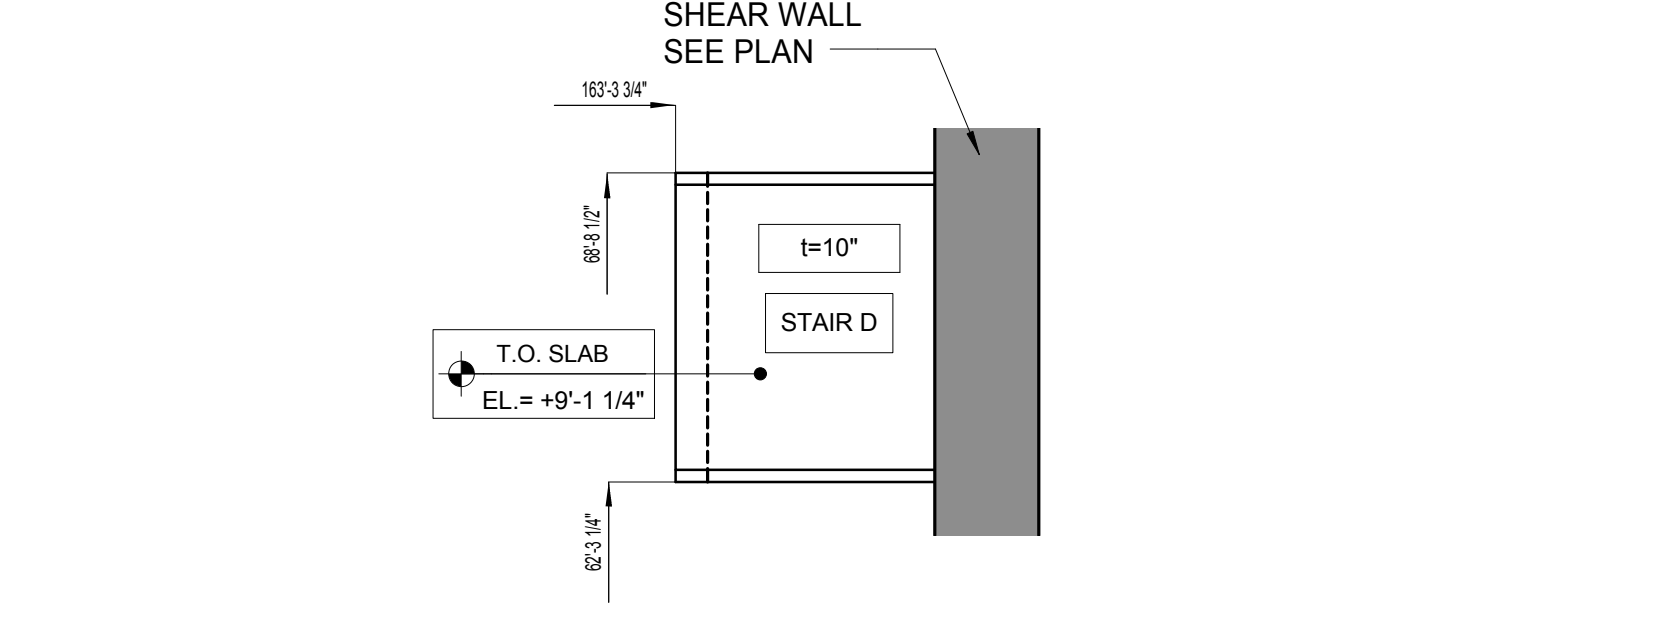 SHEAR WALL
SEE PLAN
163'-3 3/4"
68'-8 1/2"
t=10"
STAIR D
T.O. SLAB
EL.= +9'-1 1/4"
62'-3 1/4"